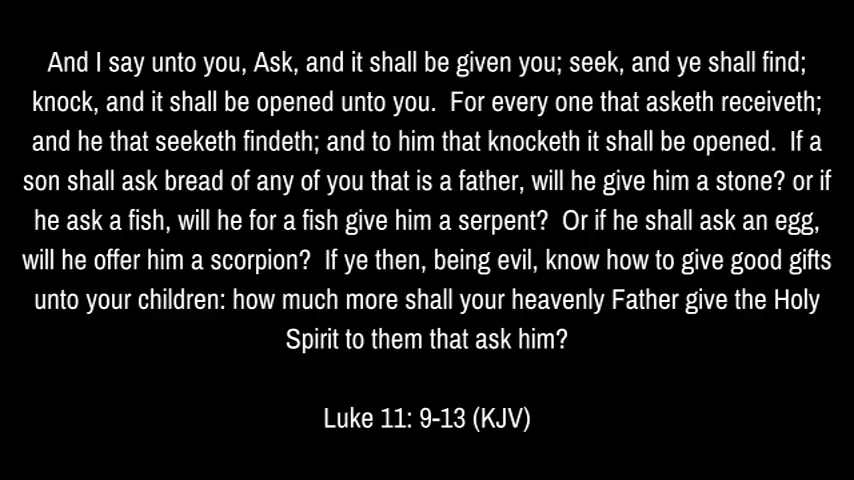 And I say unto you, Ask, and it shall be given you; seek, and ye shall find;
knock, and it shall be opened unto you.  For every one that asketh receiveth;
and he that seeketh findeth; and to him that knocketh it shall be opened.  If a
son shall ask bread of any of you that is a father, will he give him a stone? or if
he ask a fish, will he for a fish give him a serpent?  Or if he shall ask an egg,
will he offer him a scorpion?  If ye then, being evil, know how to give good gifts
unto your children: how much more shall your heavenly Father give the Holy
Spirit to them that ask him?
Luke 11: 9-13 (KJV)